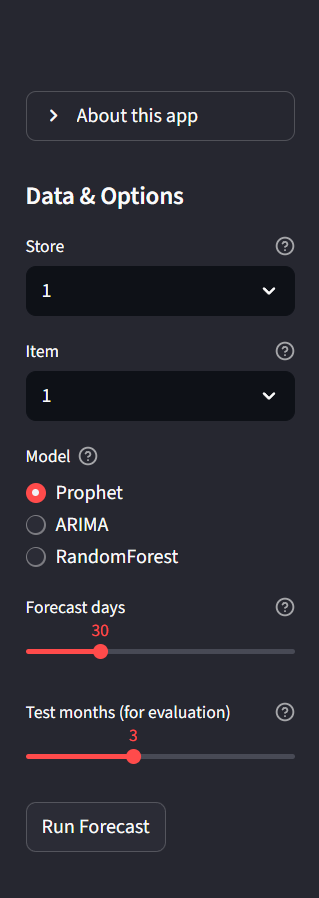 About this app
Data & Options
Store
1
Item
1
Model
Prophet
ARIMA
RandomForest
Forecast days
30
Test months (for evaluation)
3
Run Forecast